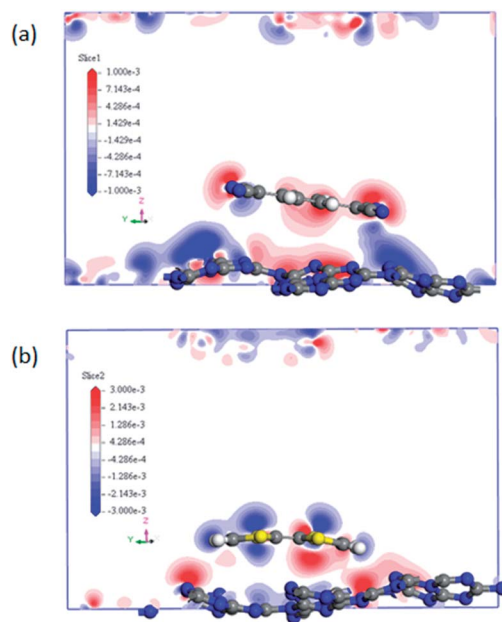 (a)
Slice1
1.000e-3
7.143e-4
4.286e-4
1.429e-4
-1.429e-4
-4.286e-4
-7.143e-4
-1.000e-3
Z
Y
(b)
Slice2
3.000e-3
2.143e-3
1.286e-3
4.286e-4
-4.286e-4
-1.286e-3
-2.143e-3
-3.000e-3
Z
Y